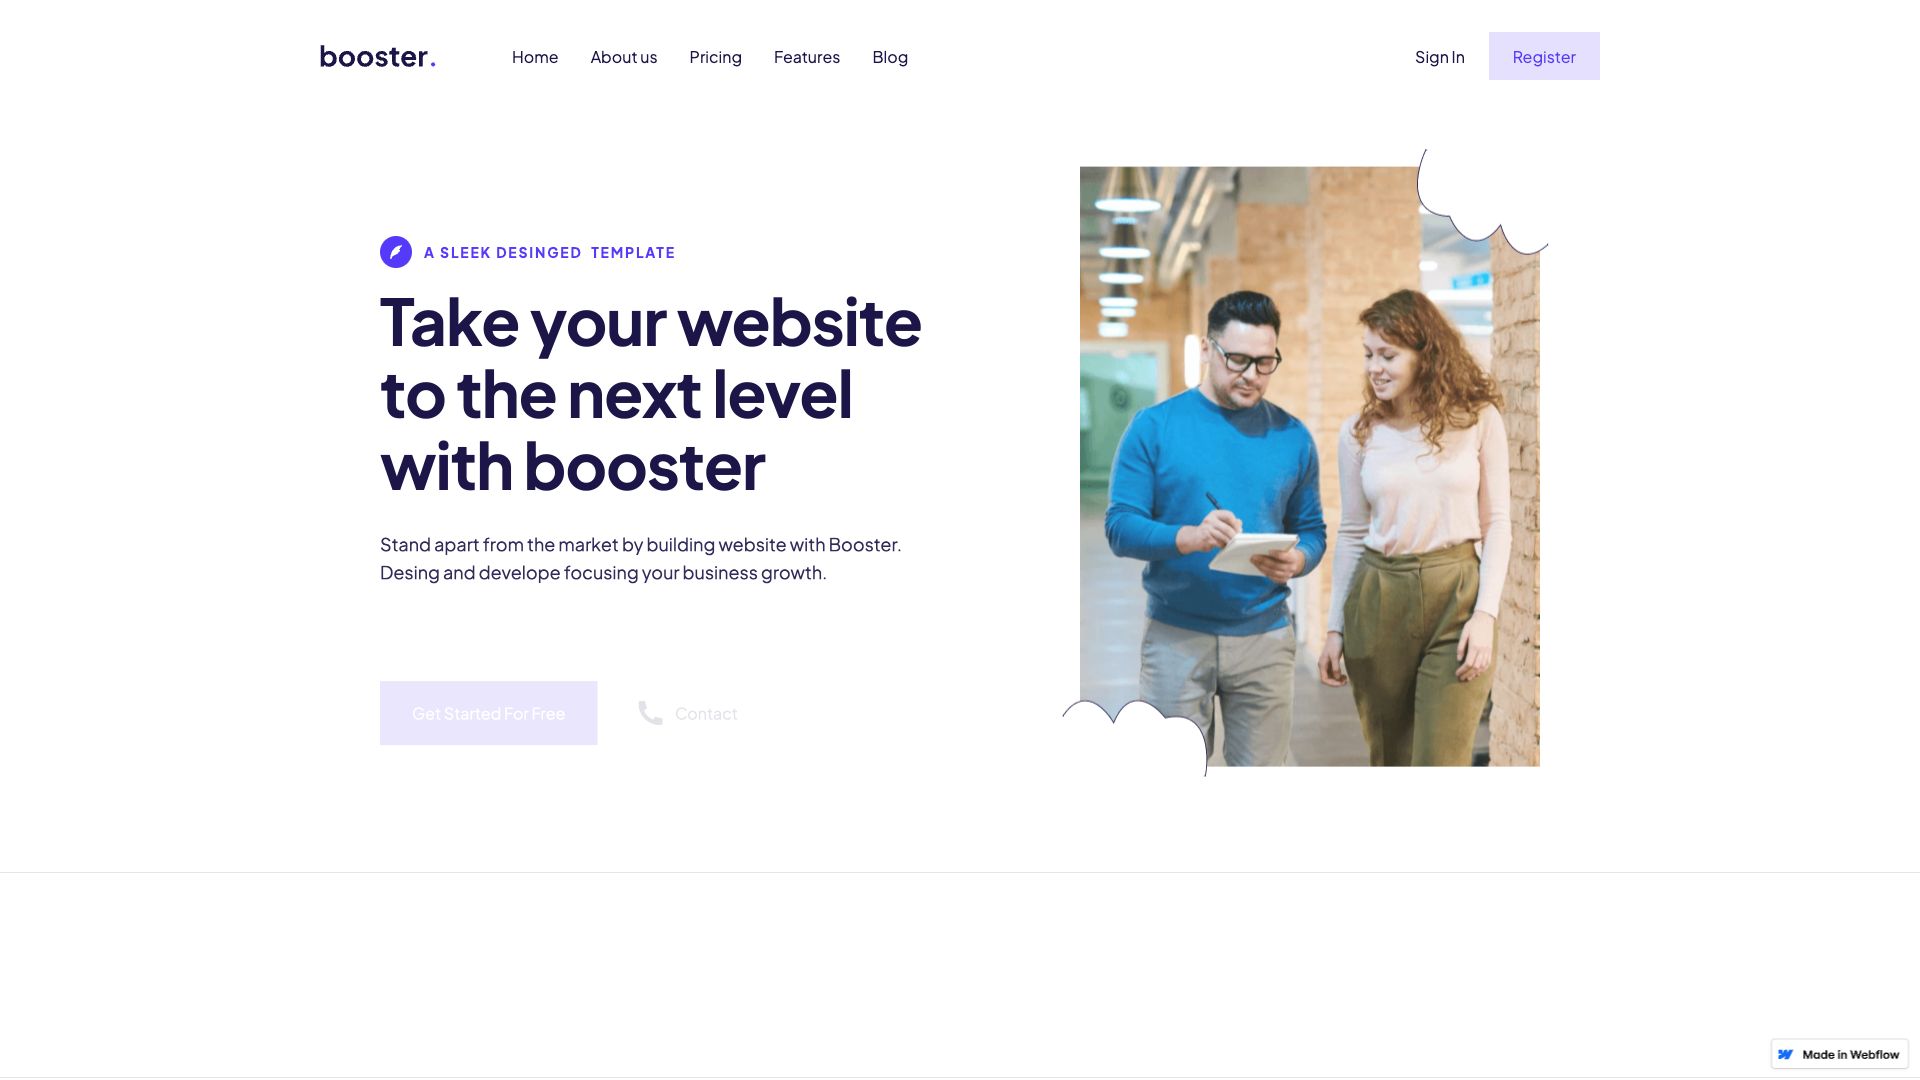 booster.
Home
About us
Pricing
Features
Blog
Sign In
Register
A SLEEK DESINGED TEMPLATE
Take your website
to the next level
with booster
Stand apart from the market by building website with Booster.
Desing and develope focusing your business growth.
Get Started For Free
Contact
Made in Webflow